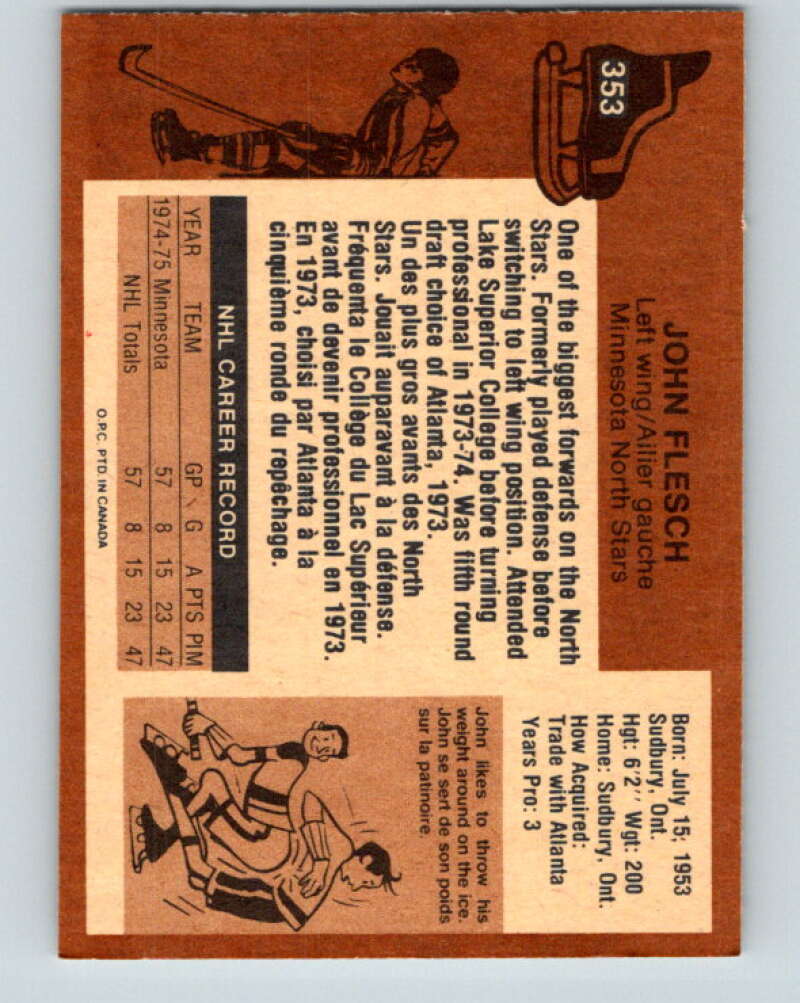 353
JOHN FLESCH
Left wing/Ailier gauche
Minnesota North Stars
One of the biggest forwards on the North
Stars. Formerly played defense before
switching to left wing position. Attended
Lake Superior College before turning
professional in 1973-74. Was fifth round
draft choice of Atlanta, 1973.
Un des plus gros avants des North
Stars. Jouait auparavant à la défense.
Fréquenta le Collège du Lac Supérieur
avant de devenir professionnel en 1973.
En 1973, choisi par Atlanta à la
cinquième ronde du repêchage.
NHL CAREER RECORD
YEAR TEAM GP G A PTS PIM
1974-75 Minnesota 57 8 15 23 47
NHL Totals 57 8 15 23 47
O.P.C. PTD. IN CANADA
Born: July 15, 1953
Sudbury, Ont.
Hgt: 6'2" Wgt: 200
Home: Sudbury, Ont.
How Acquired:
Trade with Atlanta
Years Pro: 3
John likes to throw his
weight around on the ice.
John se sert de son poids
sur la patinoire.